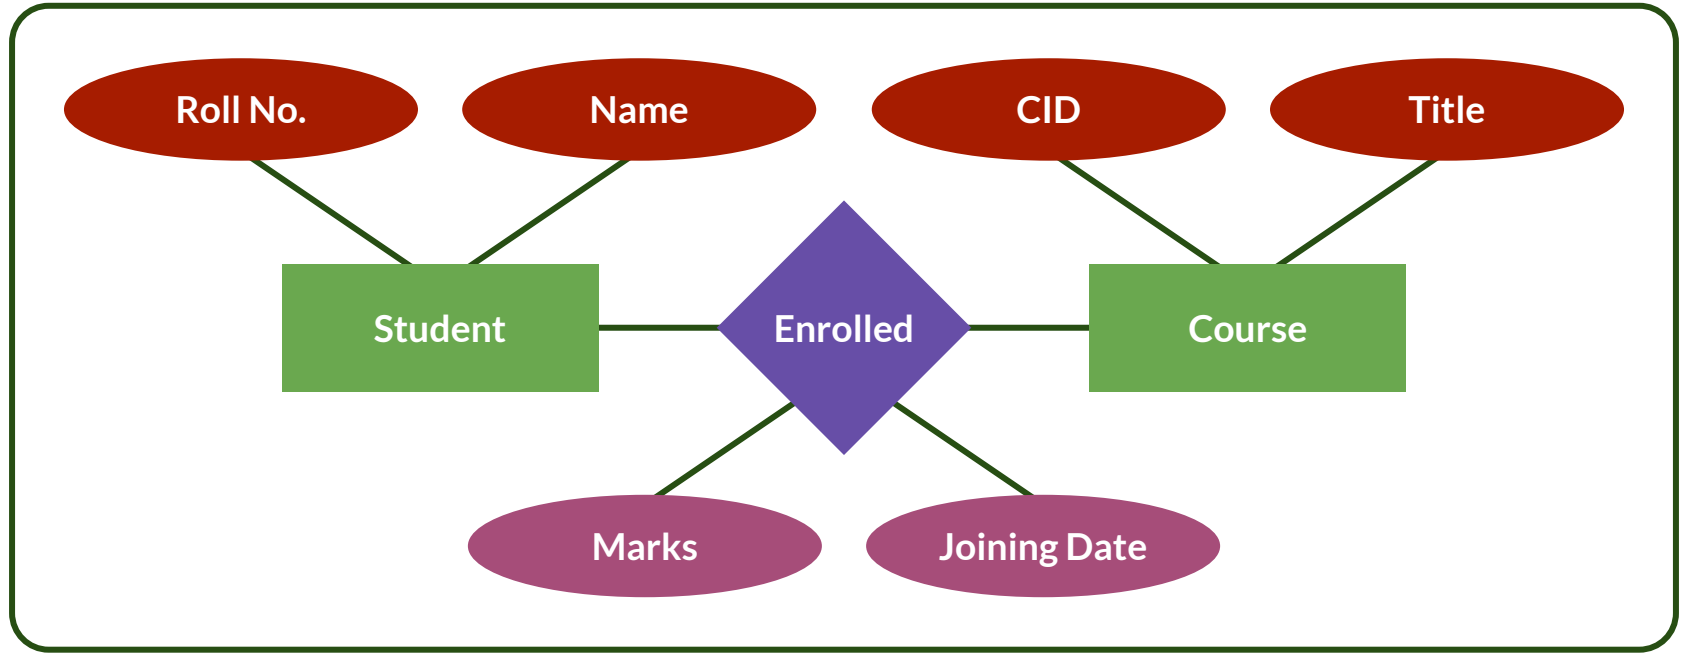 Roll No.
Name
CID
Title
Student
Enrolled
Course
Marks
Joining Date